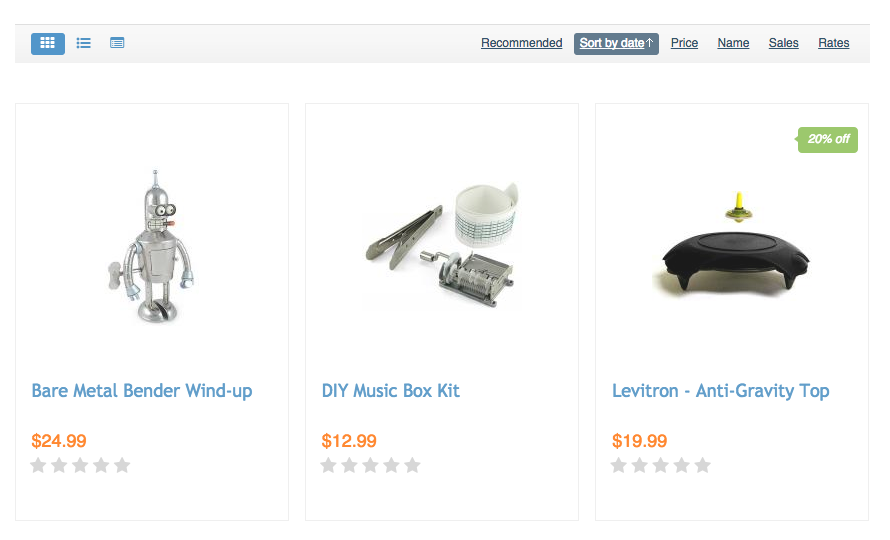 Recommended Sort by date↑ Price Name Sales Rates
20% off
Bare Metal Bender Wind-up
DIY Music Box Kit
Levitron - Anti-Gravity Top
$24.99
$12.99
$19.99